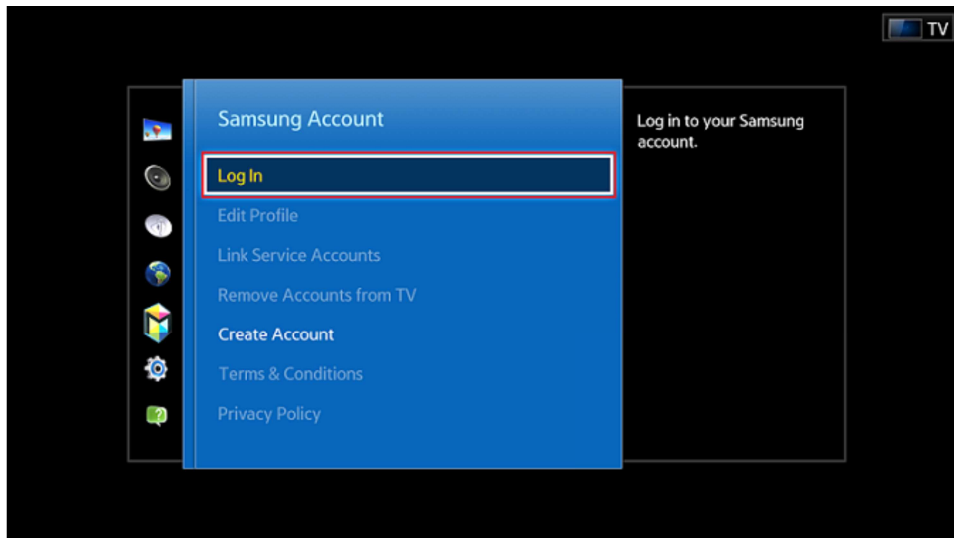 TV
Samsung Account
Log In
Edit Profile
Link Service Accounts
Remove Accounts from TV
Create Account
Terms & Conditions
Privacy Policy
Log in to your Samsung
account.